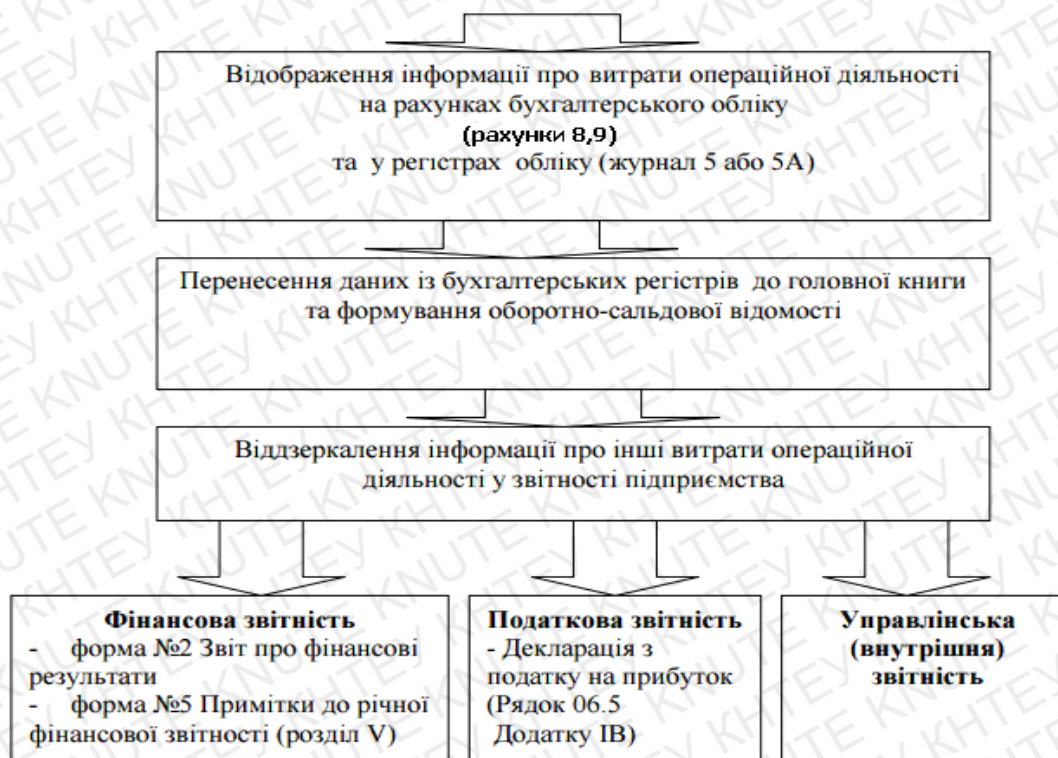 Відображення інформації про витрати операційної діяльності
на рахунках бухгалтерського обліку
(рахунки 8,9)
та у регістрах обліку (журнал 5 або 5А)
Перенесення даних із бухгалтерських регістрів до головної книги
та формування оборотно-сальдової відомості
Віддзеркалення інформації про інші витрати операційної
діяльності у звітності підприємства
Фінансова звітність
- форма №2 Звіт про фінансові
результати
- форма №5 Примітки до річної
фінансової звітності (розділ V)
Податкова звітність
- Декларація з
податку на прибуток
(Рядок 06.5
Додатку ІВ)
Управлінська
(внутрішня)
звітність